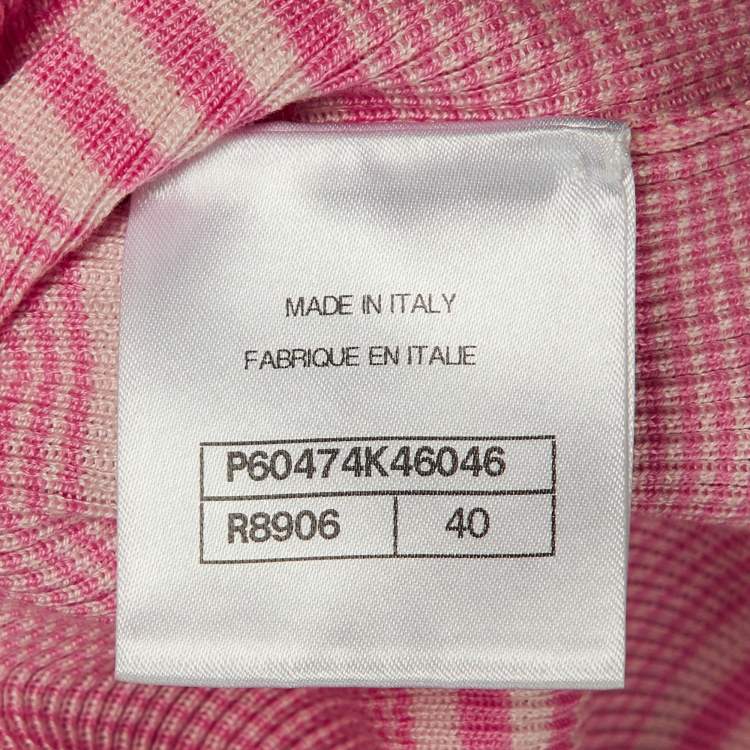 MADE IN ITALY
FABRIQUE EN ITALIE
P60474K46046
R8906 40